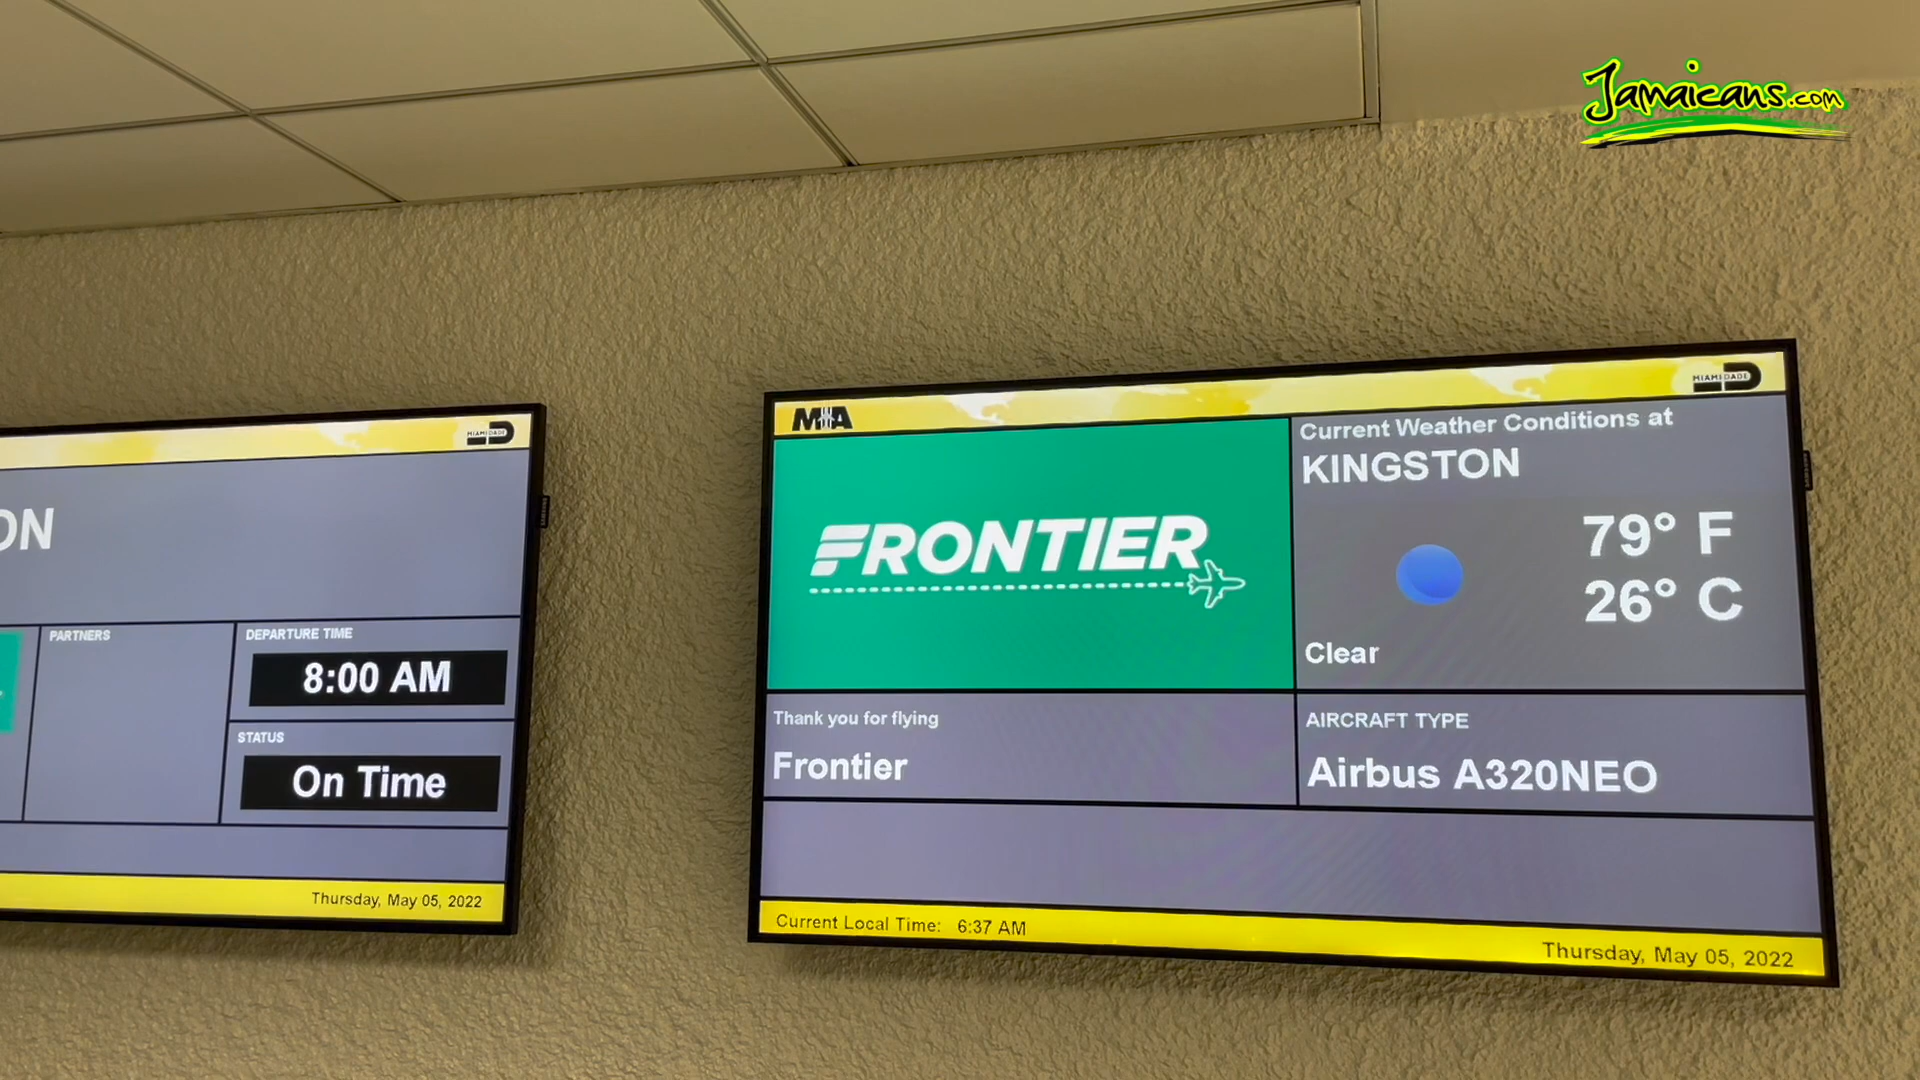 Jamaicans.com
MIAMIDADE
ON
PARTNERS
DEPARTURE TIME
8:00 AM
STATUS
On Time
Thursday, May 05, 2022
MIA
MIAMIDADE
FRONTIER
Current Weather Conditions at
KINGSTON
79° F
26° C
Clear
Thank you for flying
Frontier
AIRCRAFT TYPE
Airbus A320NEO
Current Local Time: 6:37 AM
Thursday, May 05, 2022